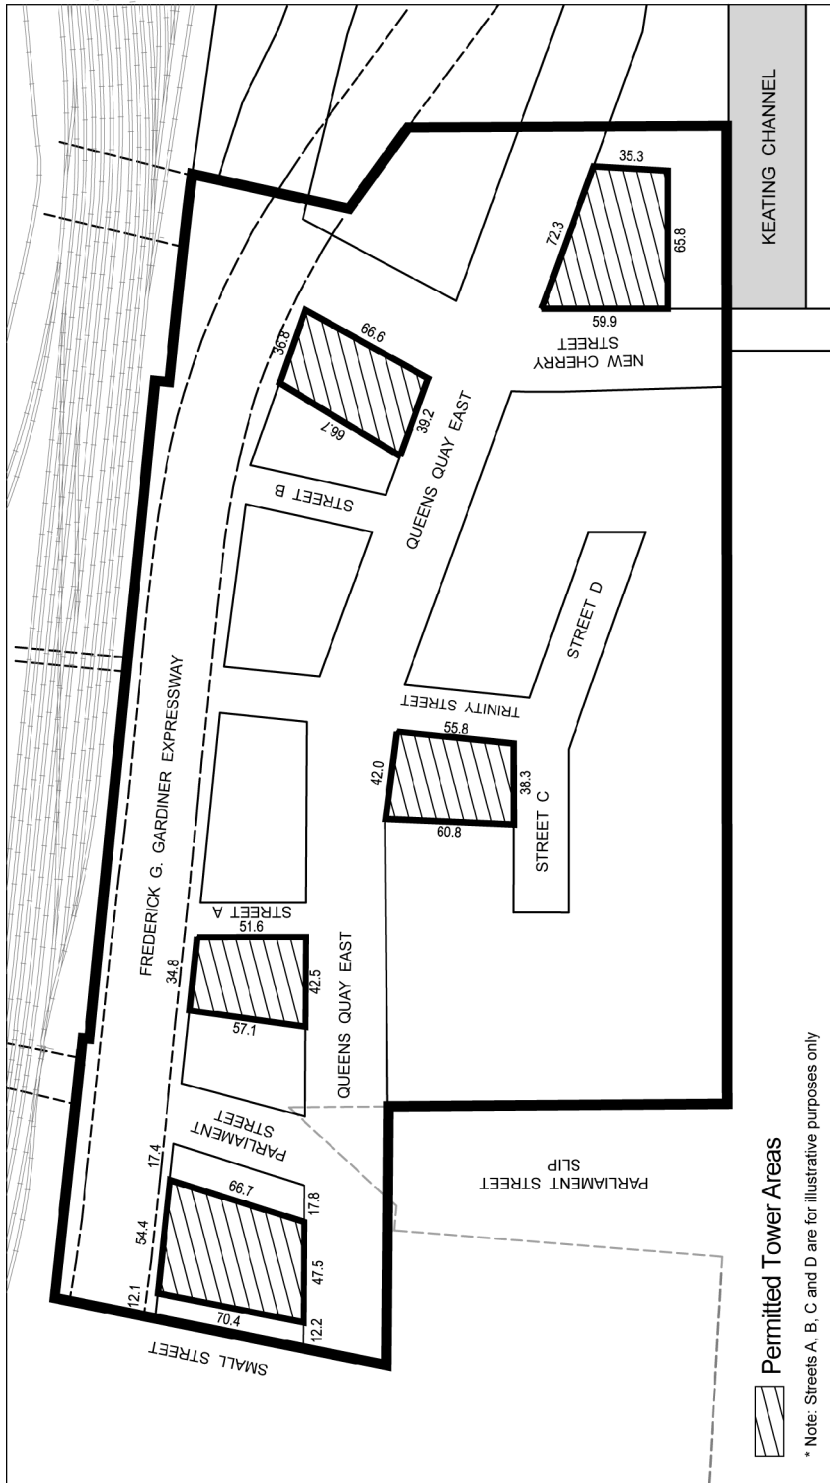 FREDERICK G. GARDINER EXPRESSWAY
SMALL STREET
12.1
54.4
17.4
70.4
66.7
12.2
47.5
17.8
PARLIAMENT
STREET
57.1
34.8
51.6
42.5
STREET A
QUEENS QUAY EAST
PARLIAMENT STREET
SLIP
42.0
60.8
55.8
38.3
STREET C
TRINITY STREET
STREET D
STREET B
66.7
36.8
66.6
39.2
QUEENS QUAY EAST
NEW CHERRY
STREET
59.9
72.3
35.3
65.8
KEATING CHANNEL
Permitted Tower Areas
* Note: Streets A, B, C and D are for illustrative purposes only